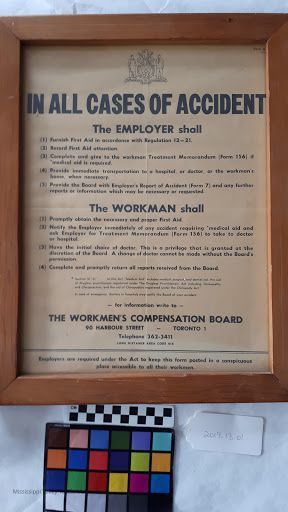 IN ALL CASES OF ACCIDENT
The EMPLOYER shall
(1) Furnish First Aid in accordance with Regulation 12—21.
(2) Record First Aid attention.
(3) Complete and give to the workman Treatment Memorandum (Form 156) if
medical aid is required.
(4) Provide immediate transportation to a hospital, or doctor, or the workman's
home, when necessary.
(5) Provide the Board with Employer's Report of Accident (Form 7) and any further
reports or information which may be necessary or requested.
The WORKMAN shall
(1) Promptly obtain the necessary and proper First Aid.
(2) Notify the Employer immediately of any accident requiring *medical aid and
ask Employer for Treatment Memorandum (Form 156) to take to doctor
or hospital.
(3) Have the initial choice of doctor. This is a privilege that is granted at the
discretion of the Board. A change of doctor cannot be made without the Board's
permission.
(4) Complete and promptly return all reports received from the Board.
— for information write to —
THE WORKMEN'S COMPENSATION BOARD
90 HARBOUR STREET - TORONTO 1
Telephone 362-3411
LONG DISTANCE AREA CODE 416
Employers are required under the Act to keep this form posted in a conspicuous
place accessible to all their workmen.
2019.13.01
Mississippi Valley